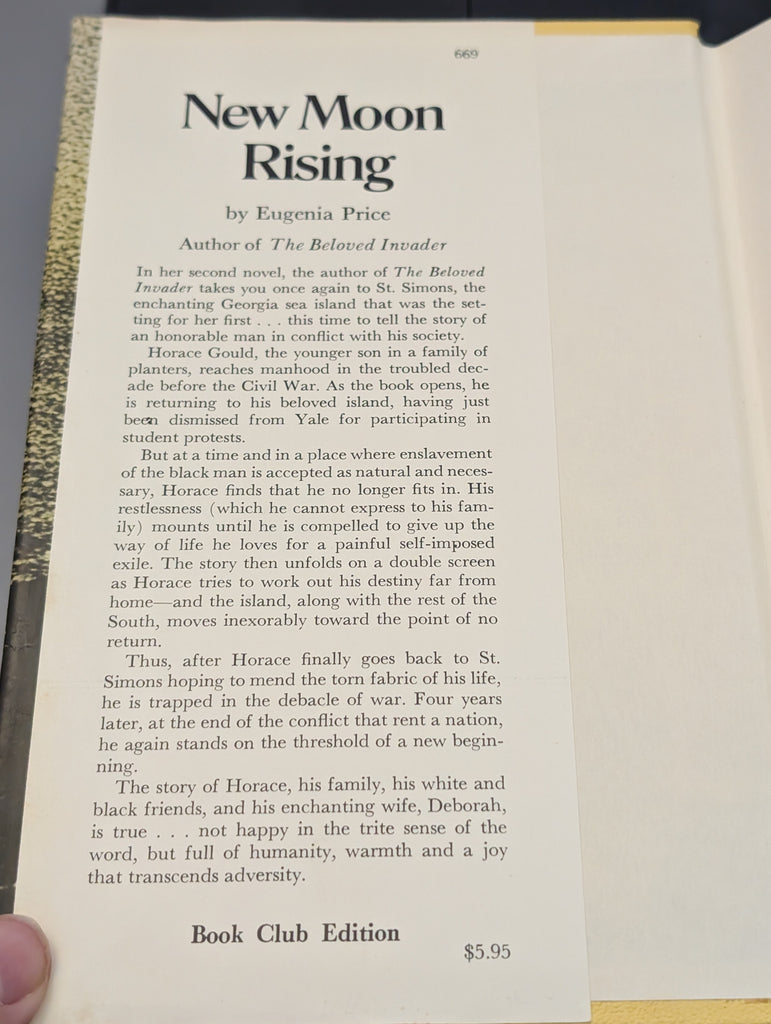 669
New Moon
Rising
by Eugenia Price
Author of The Beloved Invader
In her second novel, the author of The Beloved
Invader takes you once again to St. Simons, the
enchanting Georgia sea island that was the set-
ting for her first . . . this time to tell the story of
an honorable man in conflict with his society.
Horace Gould, the younger son in a family of
planters, reaches manhood in the troubled dec-
ade before the Civil War. As the book opens, he
is returning to his beloved island, having just
been dismissed from Yale for participating in
student protests.
But at a time and in a place where enslavement
of the black man is accepted as natural and neces-
sary, Horace finds that he no longer fits in. His
restlessness (which he cannot express to his fam-
ily) mounts until he is compelled to give up the
way of life he loves for a painful self-imposed
exile. The story then unfolds on a double screen
as Horace tries to work out his destiny far from
home—and the island, along with the rest of the
South, moves inexorably toward the point of no
return.
Thus, after Horace finally goes back to St.
Simons hoping to mend the torn fabric of his life,
he is trapped in the debacle of war. Four years
later, at the end of the conflict that rent a nation,
he again stands on the threshold of a new begin-
ning.
The story of Horace, his family, his white and
black friends, and his enchanting wife, Deborah,
is true . . . not happy in the trite sense of the
word, but full of humanity, warmth and a joy
that transcends adversity.
Book Club Edition
$5.95